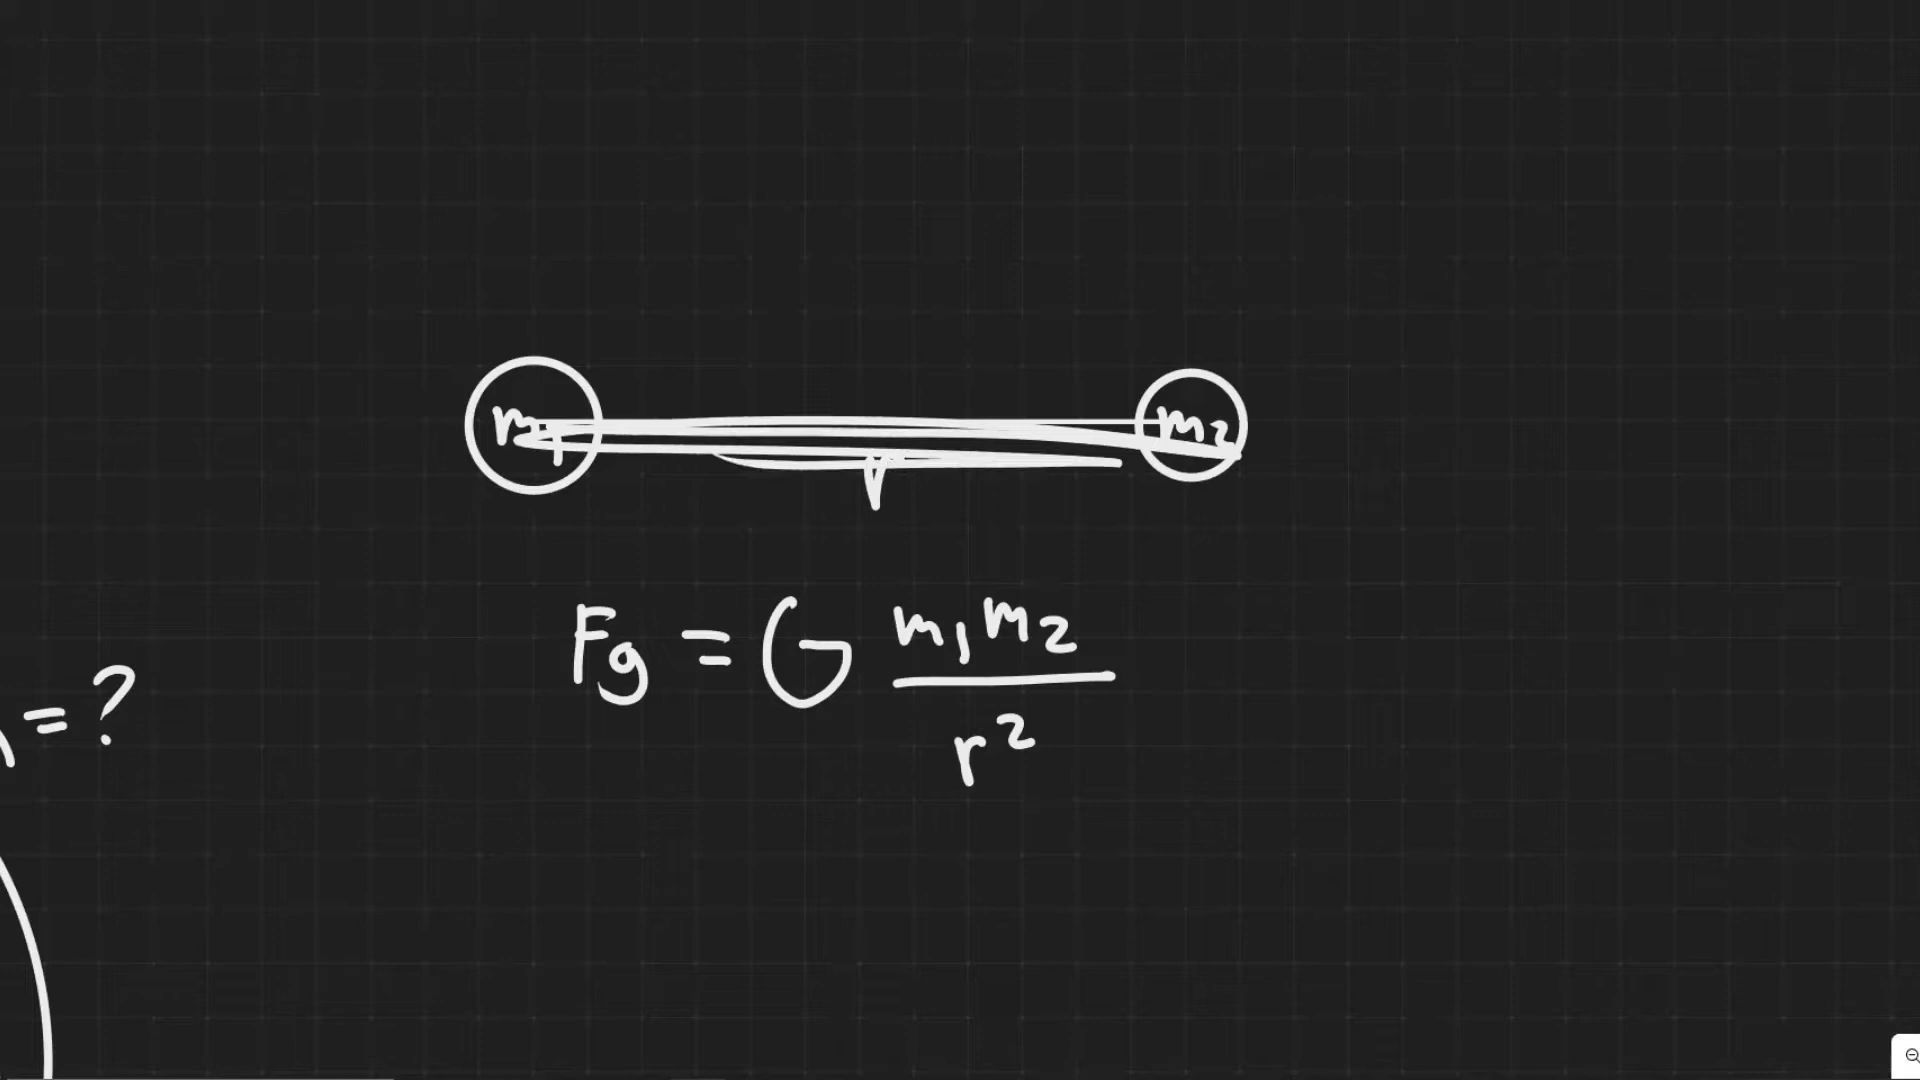 m1 m2
r
Fg = G m1m2
r²
= ?